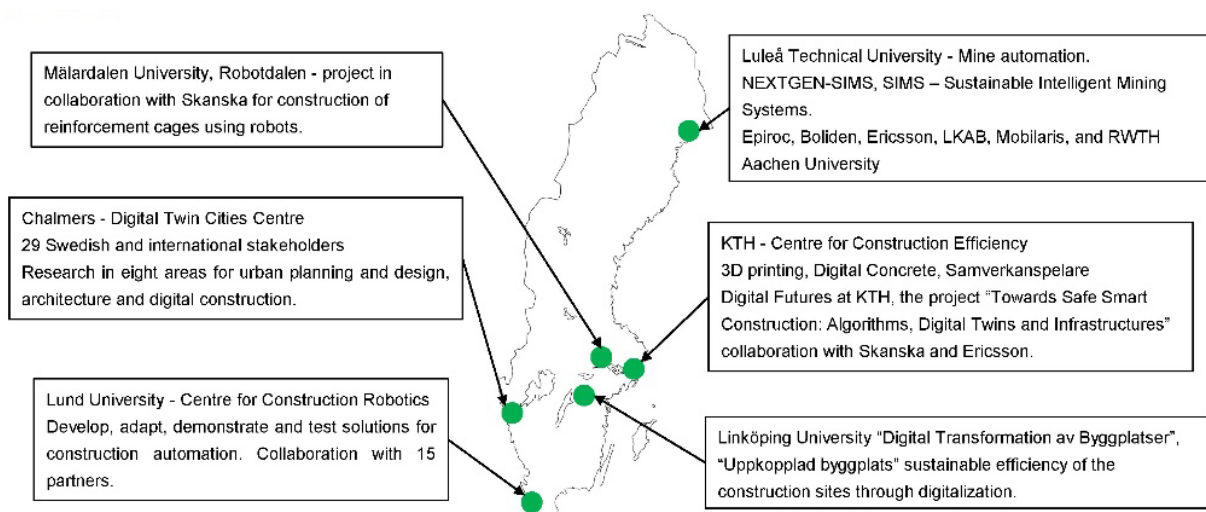 Mälardalen University, Robotdalen - project in
collaboration with Skanska for construction of
reinforcement cages using robots.
Luleå Technical University - Mine automation.
NEXTGEN-SIMS, SIMS – Sustainable Intelligent Mining
Systems.
Epiroc, Boliden, Ericsson, LKAB, Mobilaris, and RWTH
Aachen University
Chalmers - Digital Twin Cities Centre
29 Swedish and international stakeholders
Research in eight areas for urban planning and design,
architecture and digital construction.
KTH - Centre for Construction Efficiency
3D printing, Digital Concrete, Samverkanspelare
Digital Futures at KTH, the project “Towards Safe Smart
Construction: Algorithms, Digital Twins and Infrastructures”
collaboration with Skanska and Ericsson.
Lund University - Centre for Construction Robotics
Develop, adapt, demonstrate and test solutions for
construction automation. Collaboration with 15
partners.
Linköping University “Digital Transformation av Byggplatser”,
“Uppkopplad byggplats” sustainable efficiency of the
construction sites through digitalization.